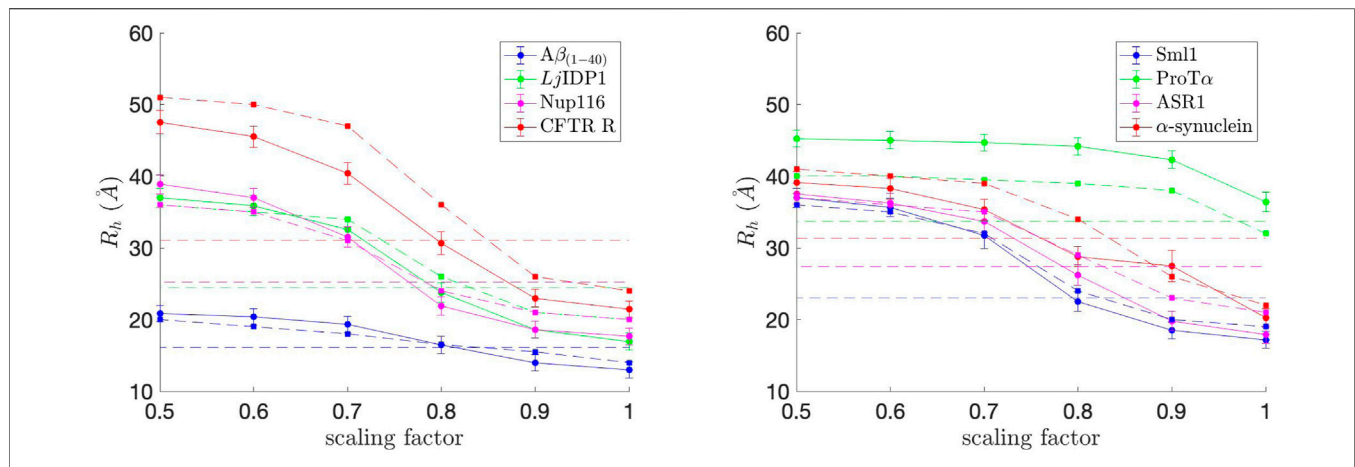 60
50
40
30
20
10
R_h (Å)
0.5 0.6 0.7 0.8 0.9 1
scaling factor
Aβ(1−40)
LjIDP1
Nup116
CFTR R
60
50
40
30
20
10
R_h (Å)
0.5 0.6 0.7 0.8 0.9 1
scaling factor
Sml1
ProTα
ASR1
α-synuclein